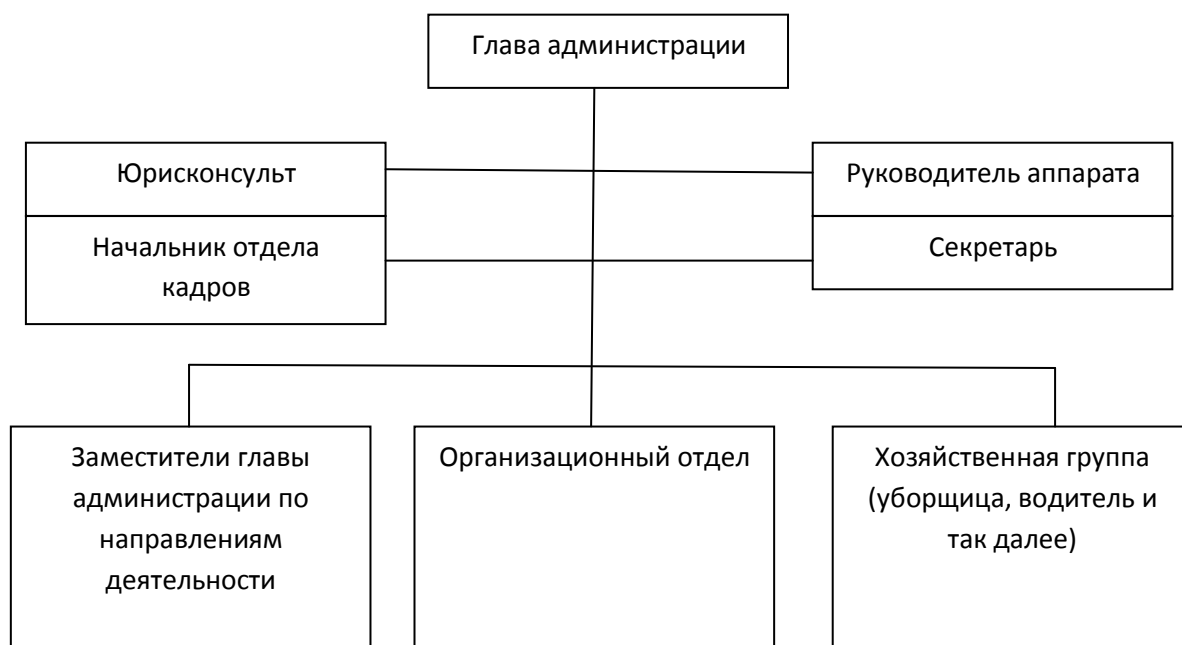 Глава администрации
Юрисконсульт
Руководитель аппарата
Начальник отдела
кадров
Секретарь
Заместители главы
администрации по
направлениям
деятельности
Организационный отдел
Хозяйственная группа
(уборщица, водитель и
так далее)